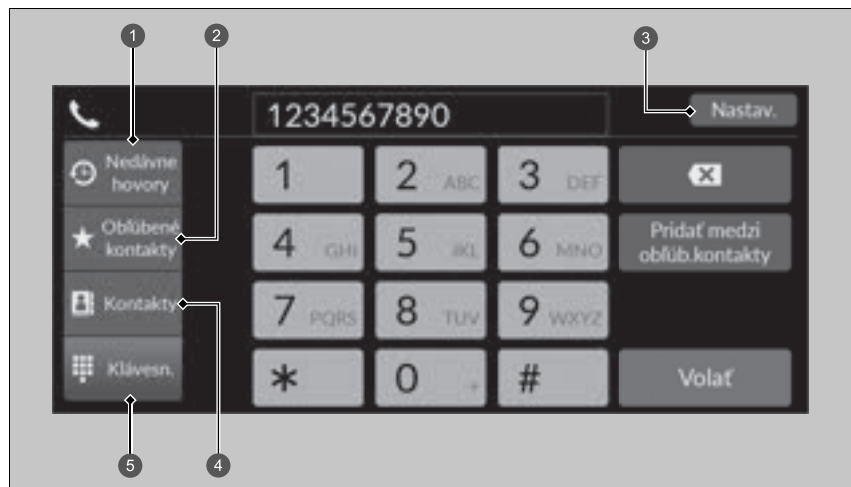 1 2 3
1234567890 Nastav.
Nedávne
hovory
1 2 ABC 3 DEF
Obľúbené
kontakty
4 GHI 5 JKL 6 MNO
Pridať medzi
obľúb.kontakty
Kontakty
7 PQRS 8 TUV 9 WXYZ
Klávesn.
* 0 + #
Volať
5 4